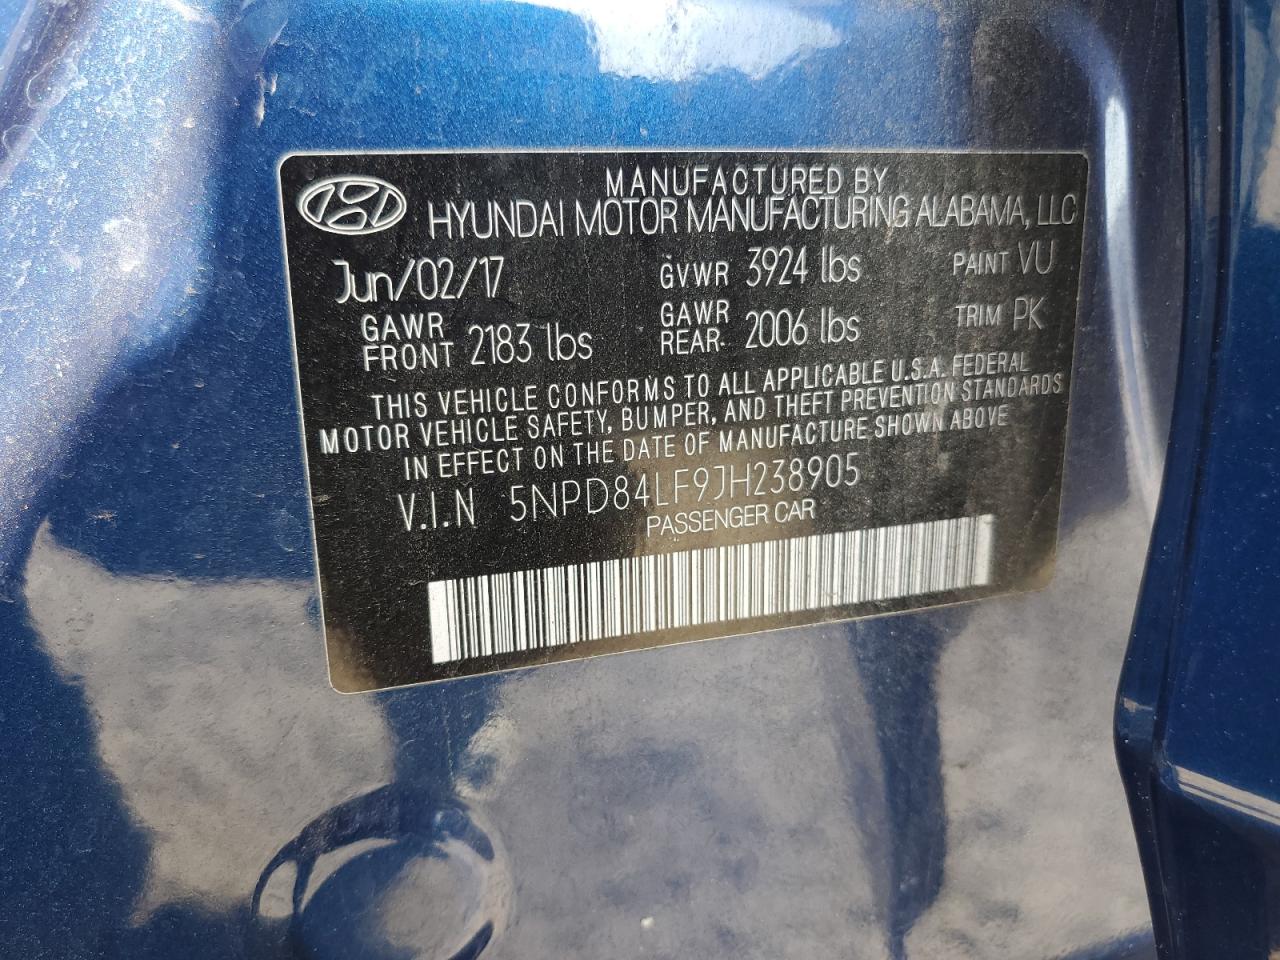 MANUFACTURED BY
HYUNDAI MOTOR MANUFACTURING ALABAMA, LLC
Jun/02/17 GVWR 3924 lbs PAINT VU
GAWR FRONT 2183 lbs GAWR REAR 2006 lbs TRIM PK
THIS VEHICLE CONFORMS TO ALL APPLICABLE U.S.A. FEDERAL
MOTOR VEHICLE SAFETY, BUMPER, AND THEFT PREVENTION STANDARDS
IN EFFECT ON THE DATE OF MANUFACTURE SHOWN ABOVE
V.I.N 5NPD84LF9JH238905
PASSENGER CAR